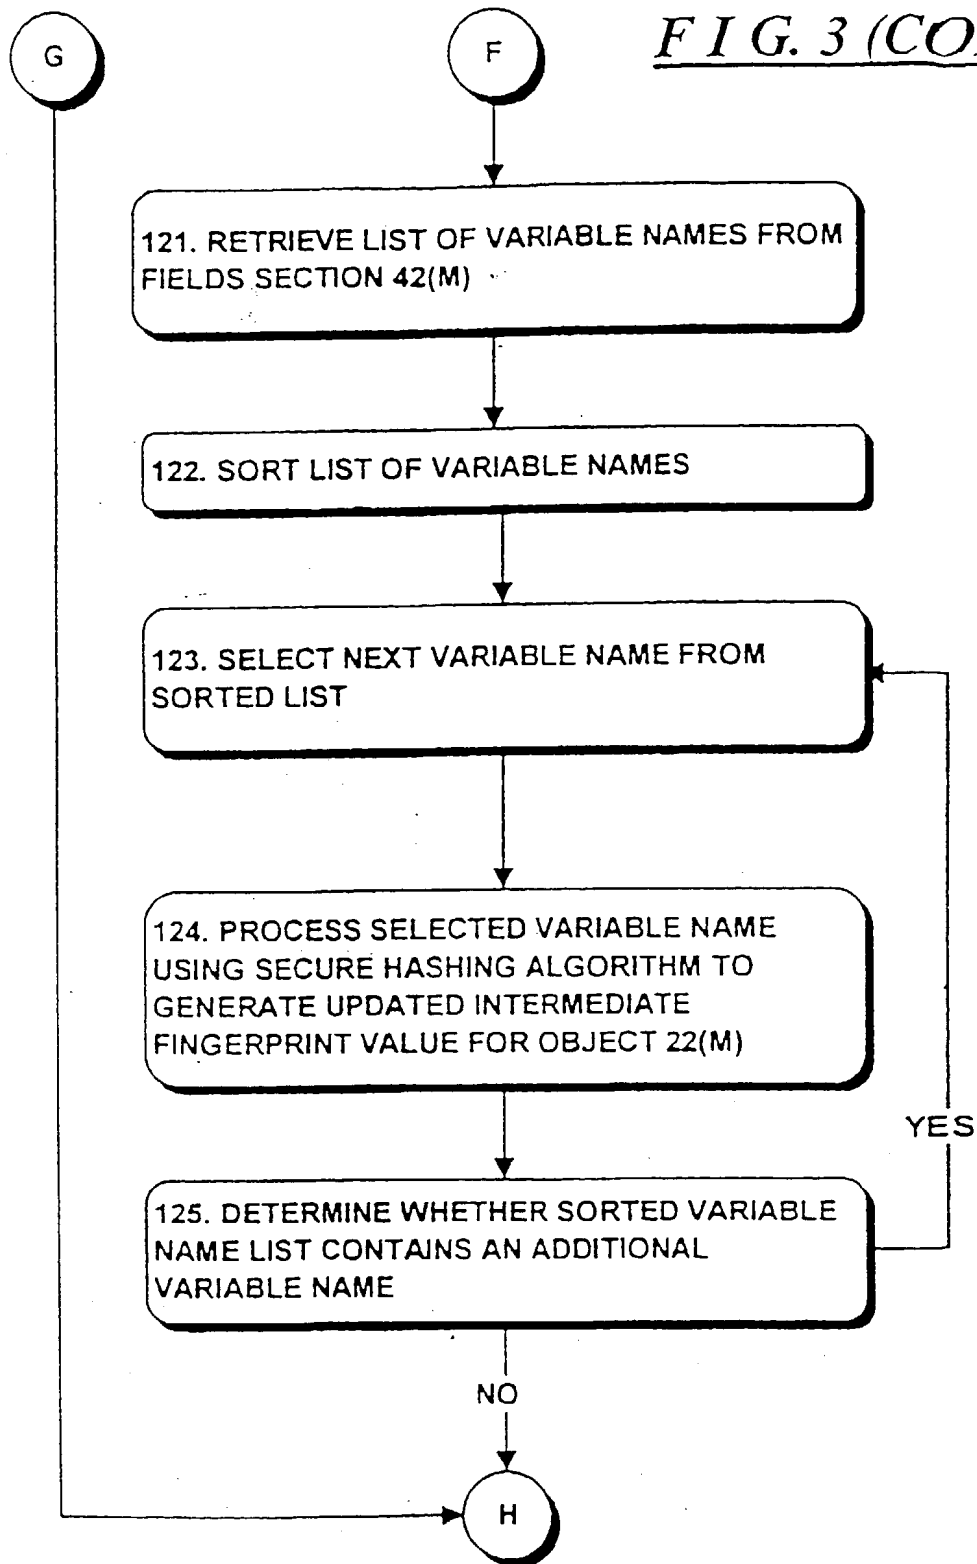 G
F
F I G. 3 (CO
121. RETRIEVE LIST OF VARIABLE NAMES FROM
FIELDS SECTION 42(M)
122. SORT LIST OF VARIABLE NAMES
123. SELECT NEXT VARIABLE NAME FROM
SORTED LIST
124. PROCESS SELECTED VARIABLE NAME
USING SECURE HASHING ALGORITHM TO
GENERATE UPDATED INTERMEDIATE
FINGERPRINT VALUE FOR OBJECT 22(M)
YES
125. DETERMINE WHETHER SORTED VARIABLE
NAME LIST CONTAINS AN ADDITIONAL
VARIABLE NAME
NO
H